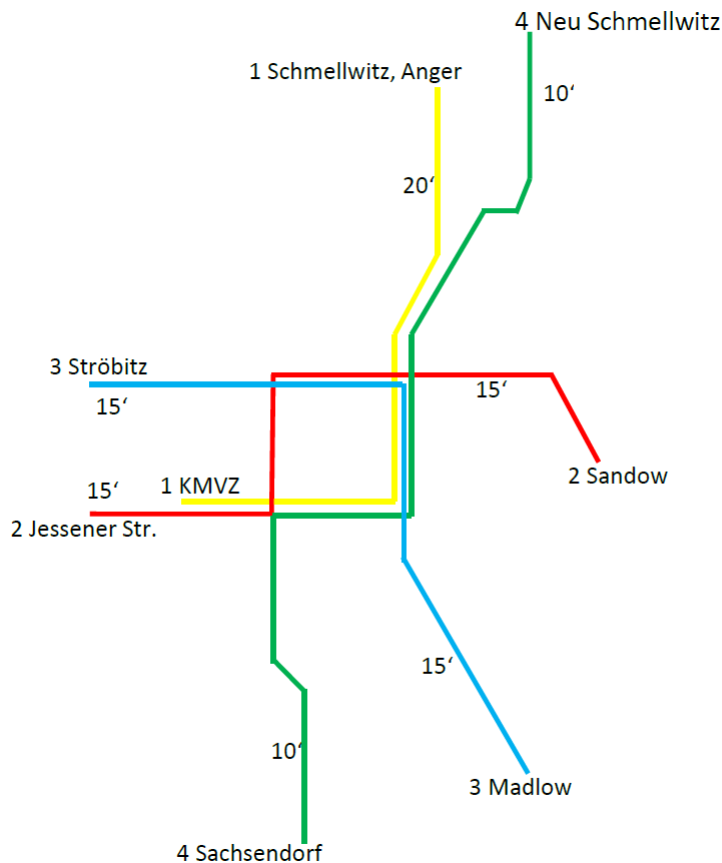 4 Neu Schmellwitz
1 Schmellwitz, Anger
10‘
20‘
3 Ströbitz
15‘
15‘
15‘
1 KMVZ
2 Sandow
2 Jessener Str.
15‘
10‘
3 Madlow
4 Sachsendorf